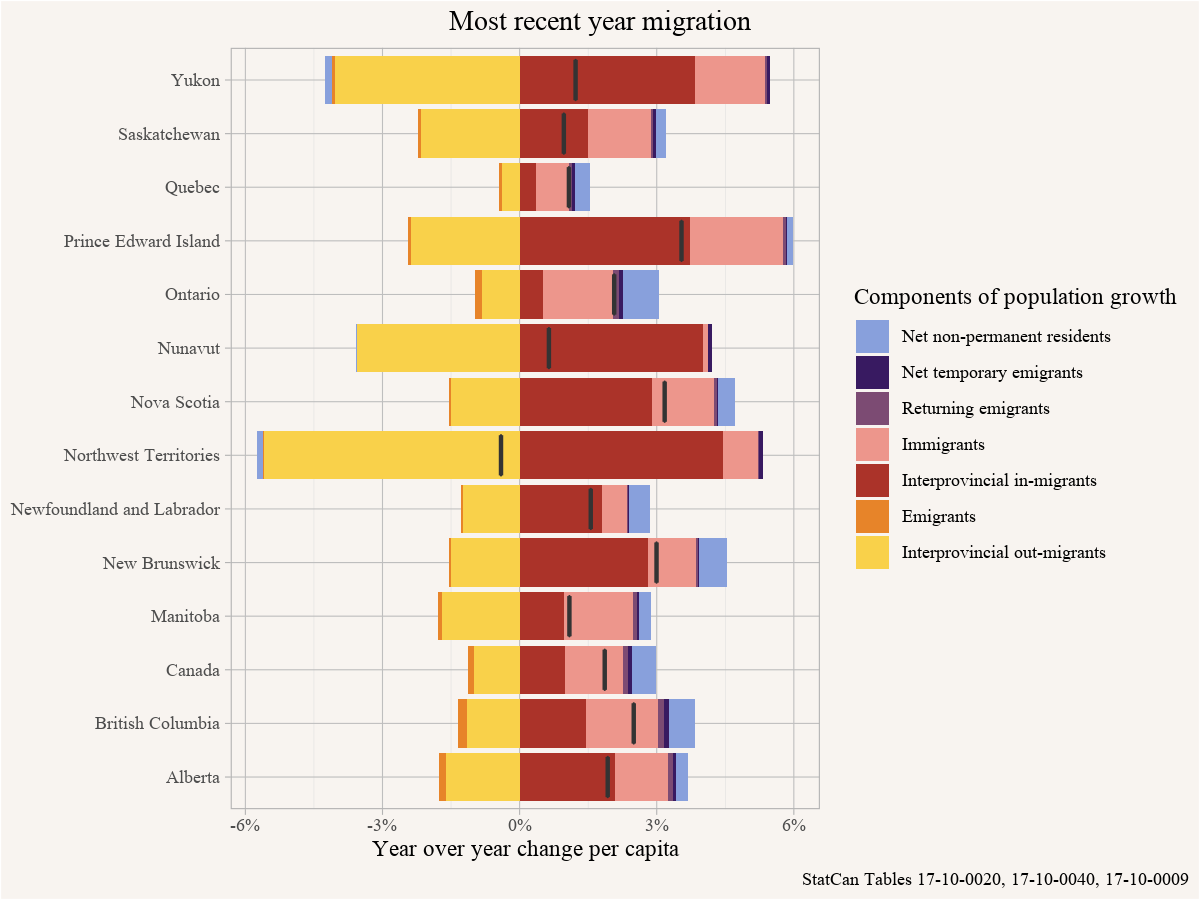 Most recent year migration
Yukon
Saskatchewan
Quebec
Prince Edward Island
Ontario
Nunavut
Nova Scotia
Northwest Territories
Newfoundland and Labrador
New Brunswick
Manitoba
Canada
British Columbia
Alberta
-6% -3% 0% 3% 6%
Year over year change per capita
Components of population growth
Net non-permanent residents
Net temporary emigrants
Returning emigrants
Immigrants
Interprovincial in-migrants
Emigrants
Interprovincial out-migrants
StatCan Tables 17-10-0020, 17-10-0040, 17-10-0009